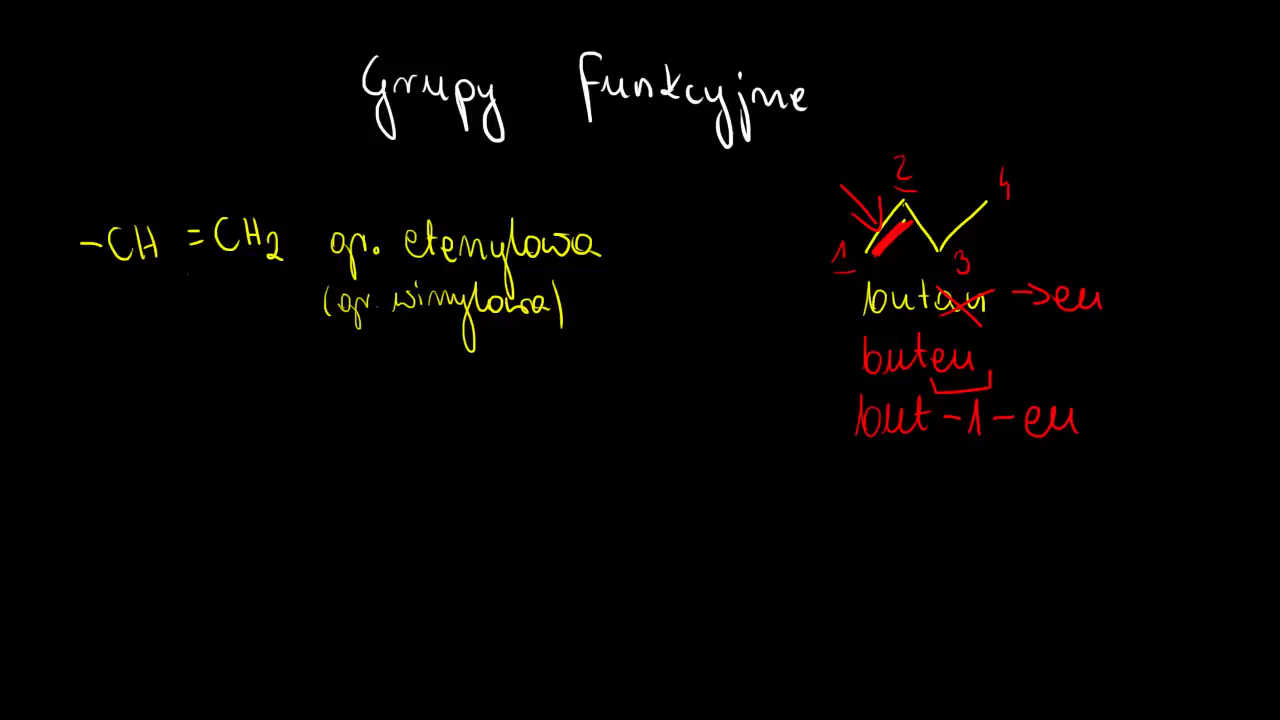 Grupy funkcyjne
-CH=CH2 gr. etenylowa
(gr. winylowa)
2
4
1
3
butan → en
buten
but-1-en